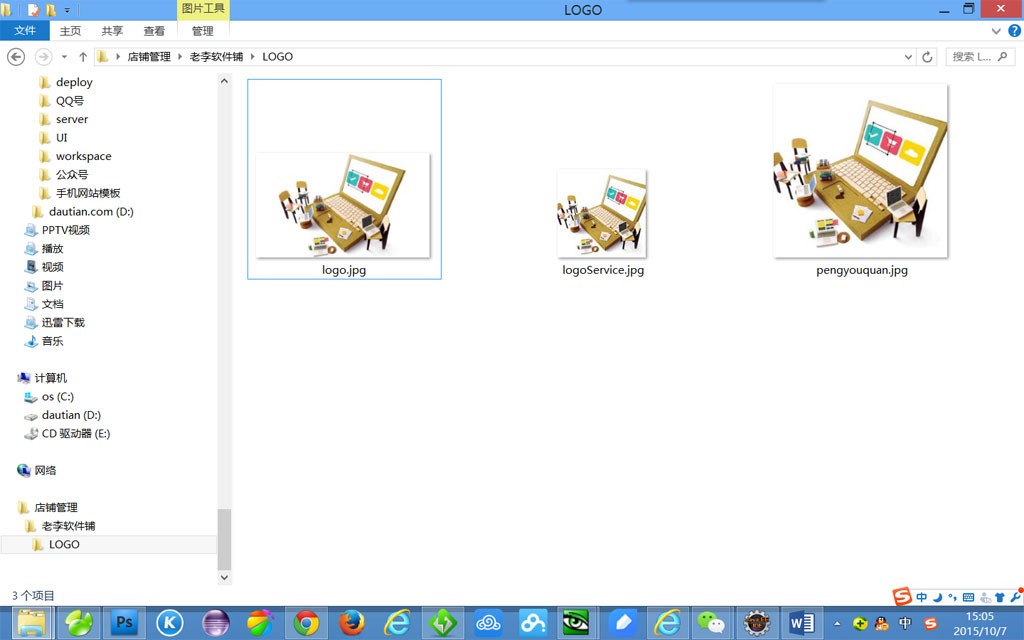 图片工具
LOGO
文件
主页
共享
查看
管理
店铺管理
老李软件铺
LOGO
搜索 L...
deploy
QQ号
server
UI
workspace
公众号
手机网站模板
dautian.com (D:)
PPTV视频
播放
视频
图片
文档
迅雷下载
音乐
计算机
os (C:)
dautian (D:)
CD 驱动器 (E:)
网络
店铺管理
老李软件铺
LOGO
logo.jpg
logoService.jpg
pengyouquan.jpg
3 个项目
中
Ps
K
中
15:05
2015/10/7